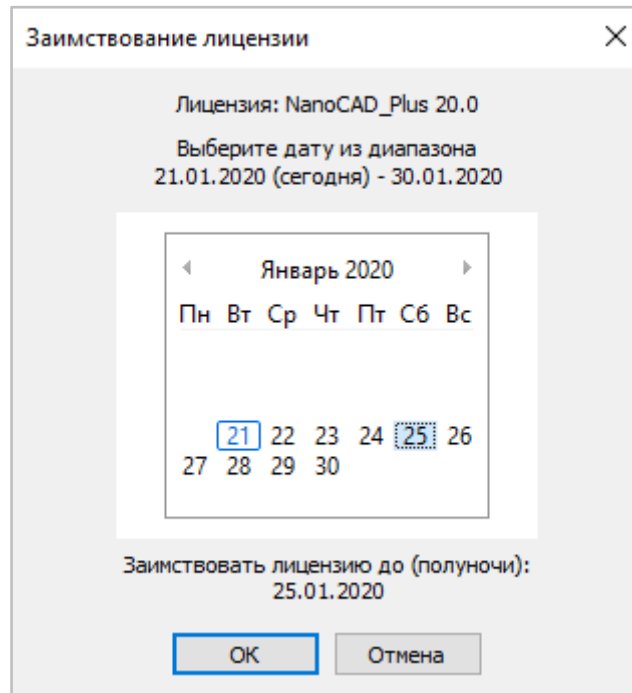 Заимствование лицензии
Лицензия: NanoCAD_Plus 20.0
Выберите дату из диапазона
21.01.2020 (сегодня) - 30.01.2020
Январь 2020
Пн Вт Ср Чт Пт Сб Вс
21 22 23 24 25 26
27 28 29 30
Заимствовать лицензию до (полуночи):
25.01.2020
ОК Отмена